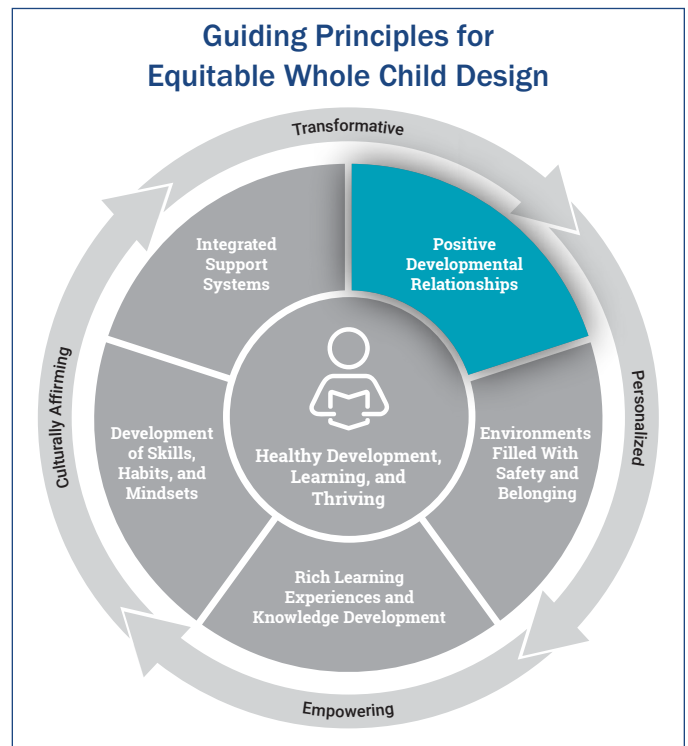 Guiding Principles for
Equitable Whole Child Design
Transformative
Integrated
Support
Systems
Positive
Developmental
Relationships
Culturally Affirming
Personalized
Development
of Skills,
Habits, and
Mindsets
Healthy Development,
Learning, and
Thriving
Environments
Filled With
Safety and
Belonging
Rich Learning
Experiences and
Knowledge Development
Empowering